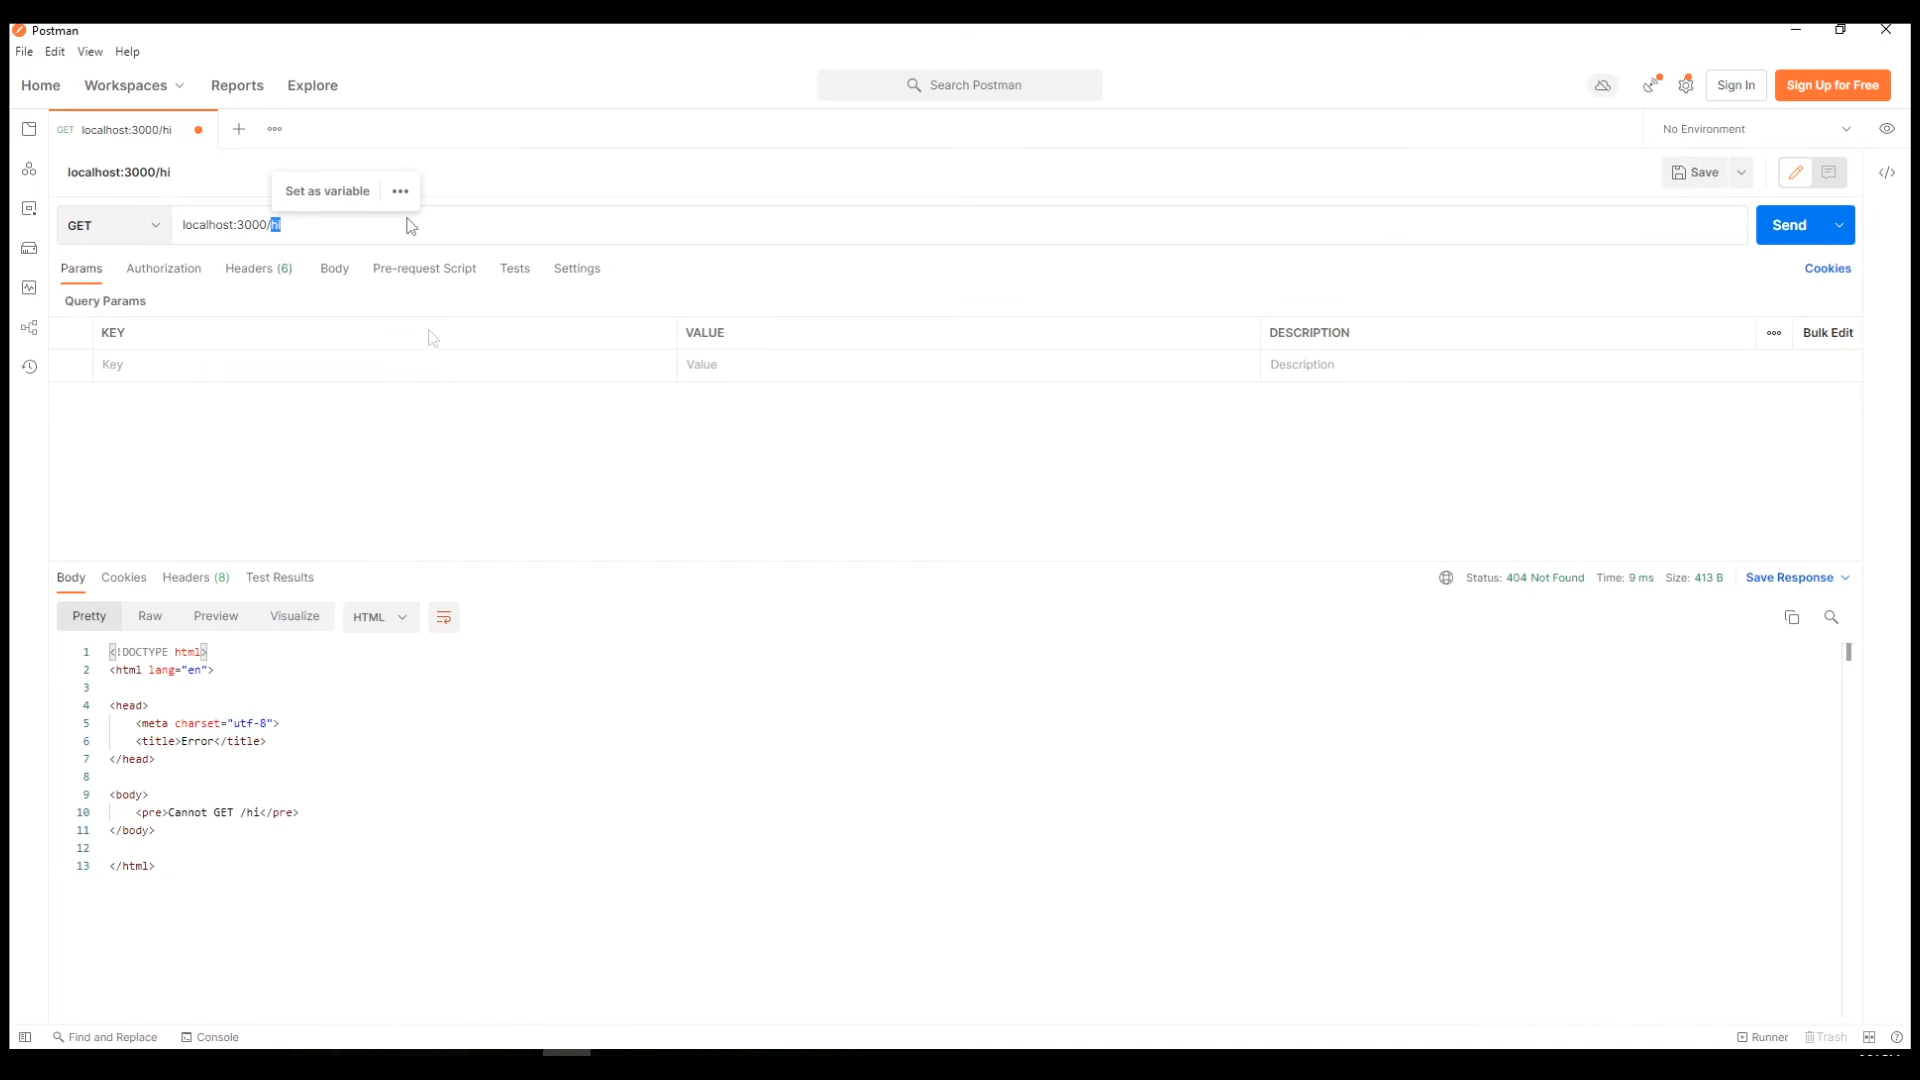 Postman
File Edit View Help
Home Workspaces Reports Explore Search Postman Sign In Sign Up for Free
GET localhost:3000/hi No Environment
localhost:3000/hi Save
Set as variable
GET localhost:3000/hi Send
Params Authorization Headers (6) Body Pre-request Script Tests Settings Cookies
Query Params
KEY VALUE DESCRIPTION Bulk Edit
Key Value Description
Body Cookies Headers (8) Test Results Status: 404 Not Found Time: 9 ms Size: 413 B Save Response
Pretty Raw Preview Visualize HTML
1 <!DOCTYPE html>
2 <html lang="en">
3
4 <head>
5 <meta charset="utf-8">
6 <title>Error</title>
7 </head>
8
9 <body>
10 <pre>Cannot GET /hi</pre>
11 </body>
12
13 </html>
Find and Replace Console Runner Trash